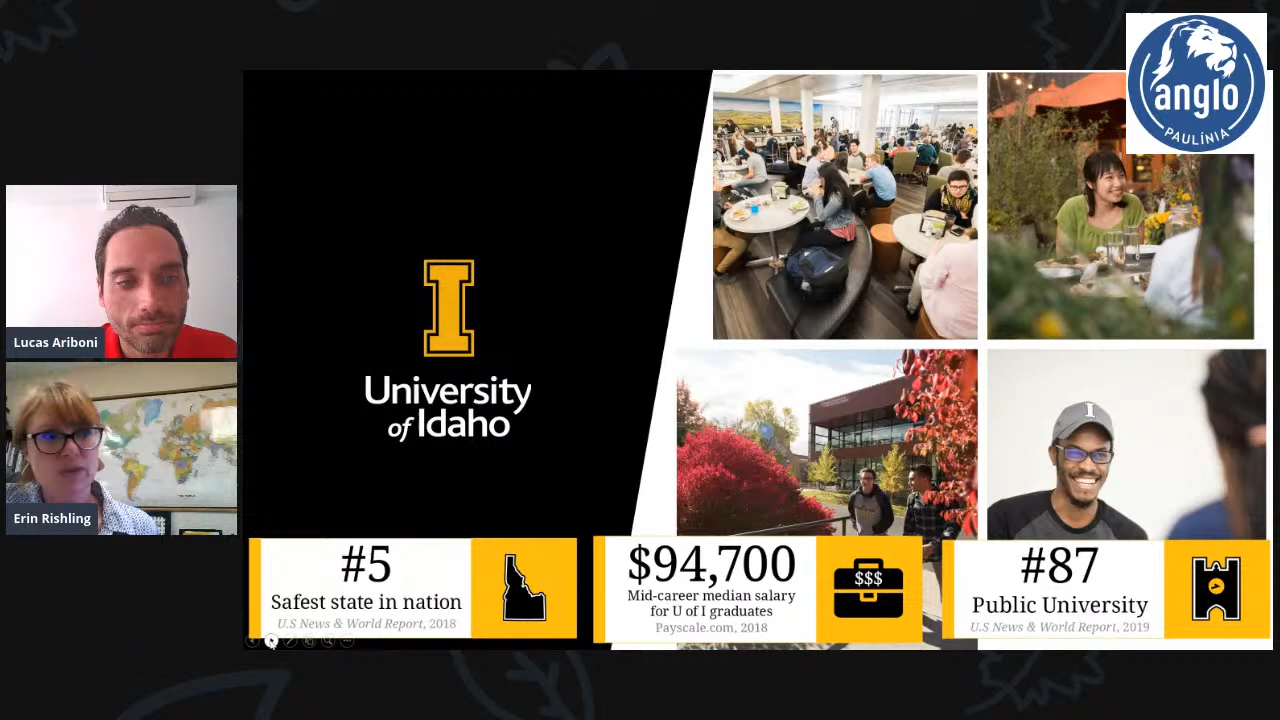 anglo
PAULÍNIA
Lucas Ariboni
Erin Rishling
I
University
of Idaho
I
#5
Safest state in nation
U.S News & World Report, 2018
$94,700
Mid-career median salary
for U of I graduates
Payscale.com, 2018
$$$
#87
Public University
U.S News & World Report, 2019